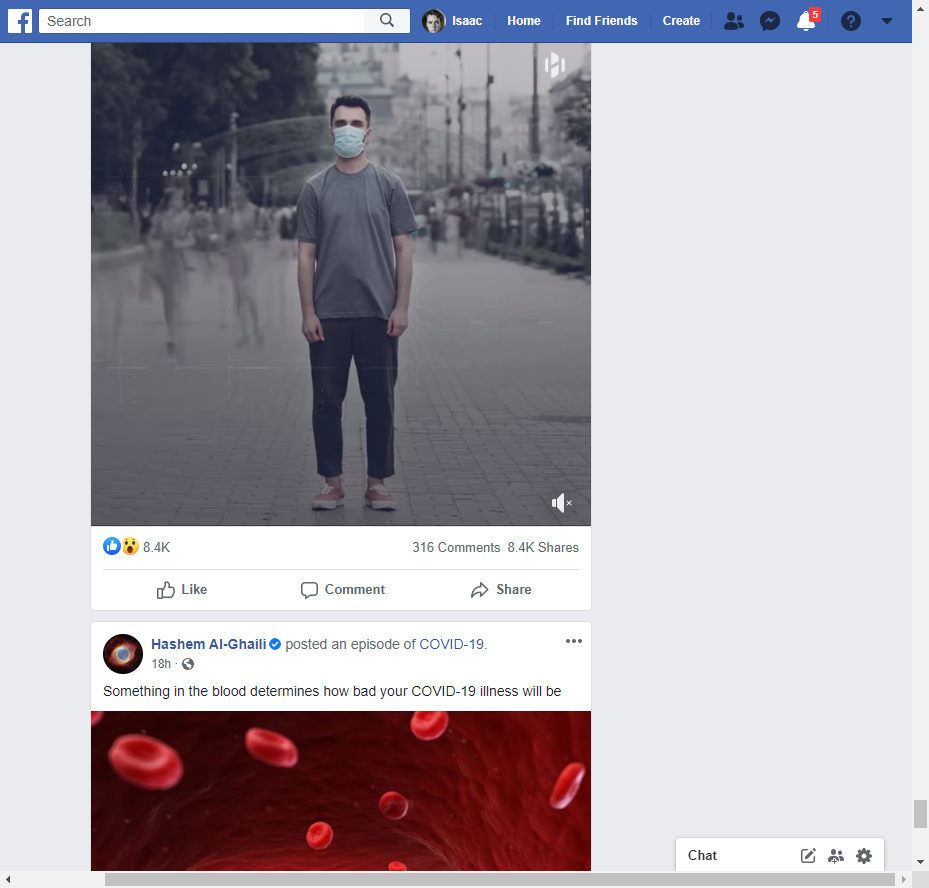 Search
Isaac
Home
Find Friends
Create
5
8.4K
316 Comments 8.4K Shares
Like
Comment
Share
Hashem Al-Ghaili posted an episode of COVID-19.
18h ·
Something in the blood determines how bad your COVID-19 illness will be
Chat